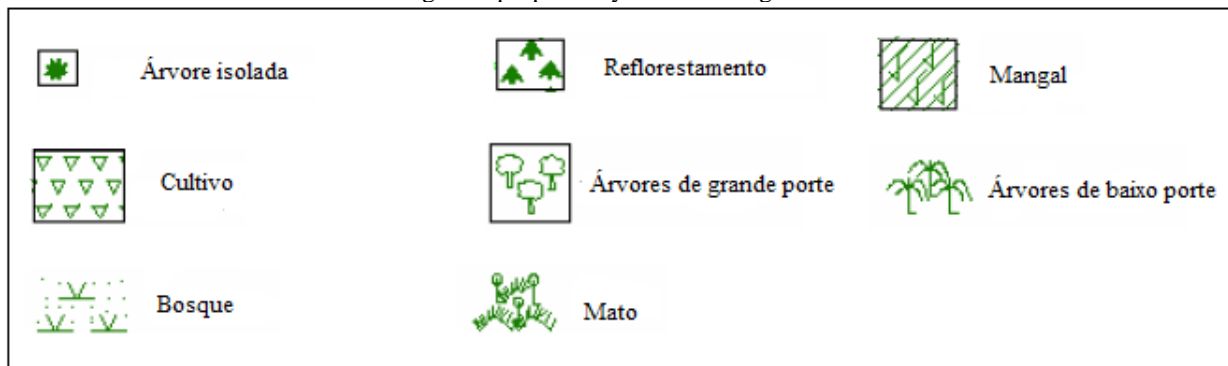 Árvore isolada
Reflorestamento
Mangal
Cultivo
Árvores de grande porte
Árvores de baixo porte
Bosque
Mato